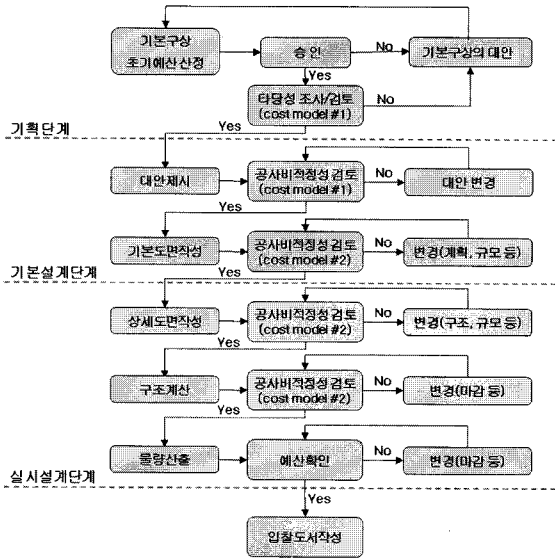 기본구상
초기예산 산정
승 인
No
기본구상의 대안
Yes
타당성 조사/검토
(cost model #1)
No
Yes
기획단계
대안제시
공사비적정성 검토
(cost model #1)
No
대안 변경
Yes
기본도면작성
공사비적정성 검토
(cost model #2)
No
변경(계획, 규모 등)
Yes
기본설계단계
상세도면작성
공사비적정성 검토
(cost model #2)
No
변경(구조, 규모 등)
Yes
구조계산
공사비적정성 검토
(cost model #2)
No
변경(마감 등)
Yes
물량산출
예산확인
No
변경(마감 등)
실시설계단계
Yes
입찰도서작성